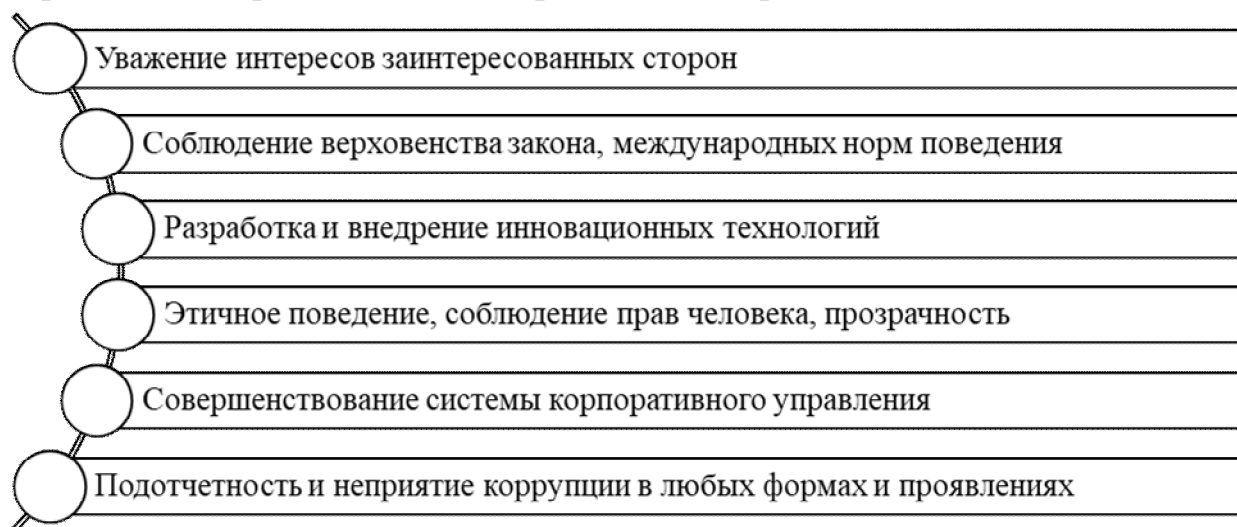 Уважение интересов заинтересованных сторон
Соблюдение верховенства закона, международных норм поведения
Разработка и внедрение инновационных технологий
Этичное поведение, соблюдение прав человека, прозрачность
Совершенствование системы корпоративного управления
Подотчетность и неприятие коррупции в любых формах и проявлениях